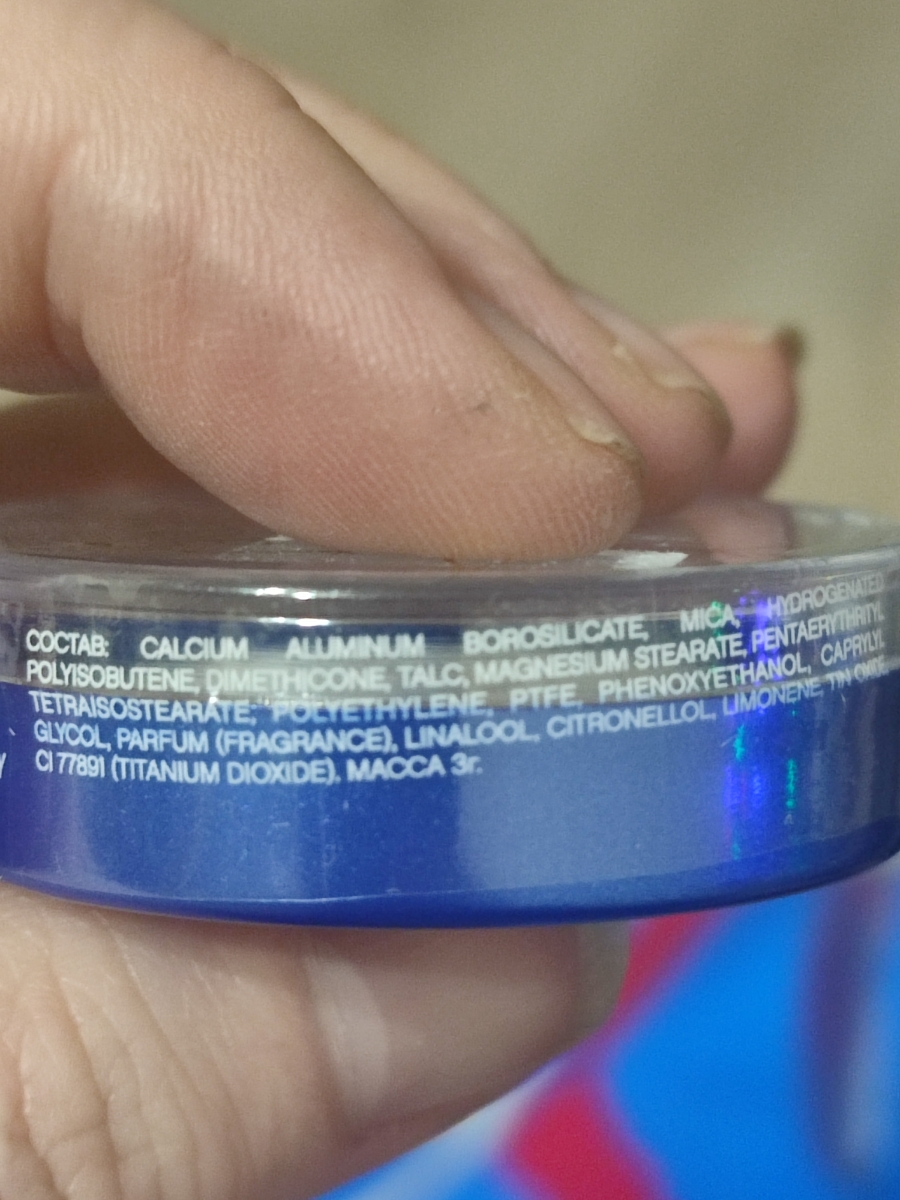 СОСТАВ: CALCIUM ALUMINUM BOROSILICATE, MICA, HYDROGENATED
POLYISOBUTENE, DIMETHICONE, TALC, MAGNESIUM STEARATE, PENTAERYTHRITYL
TETRAISOSTEARATE, POLYETHYLENE, PTFE, PHENOXYETHANOL, CAPRYLYL
GLYCOL, PARFUM (FRAGRANCE), LINALOOL, CITRONELLOL, LIMONENE, TIN OXIDE,
CI 77891 (TITANIUM DIOXIDE). МАССА 3г.